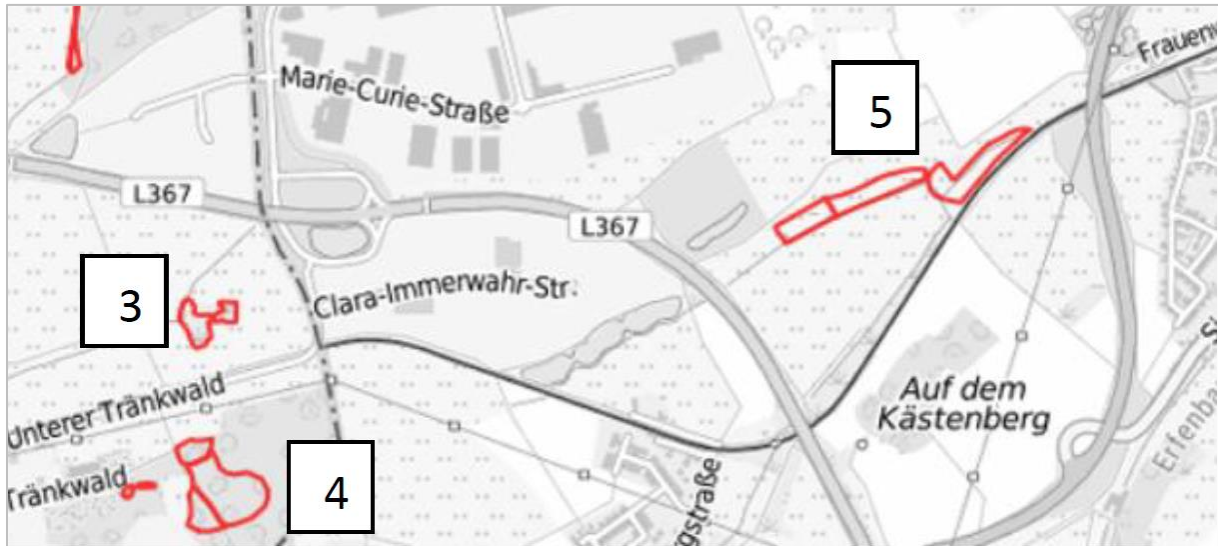 Frauenw
Marie-Curie-Straße
5
L367
L367
3
Clara-Immerwahr-Str.
Unterer Tränkwald
Auf dem
Kästenberg
Tränkwald
4
gstraße
Erfenba